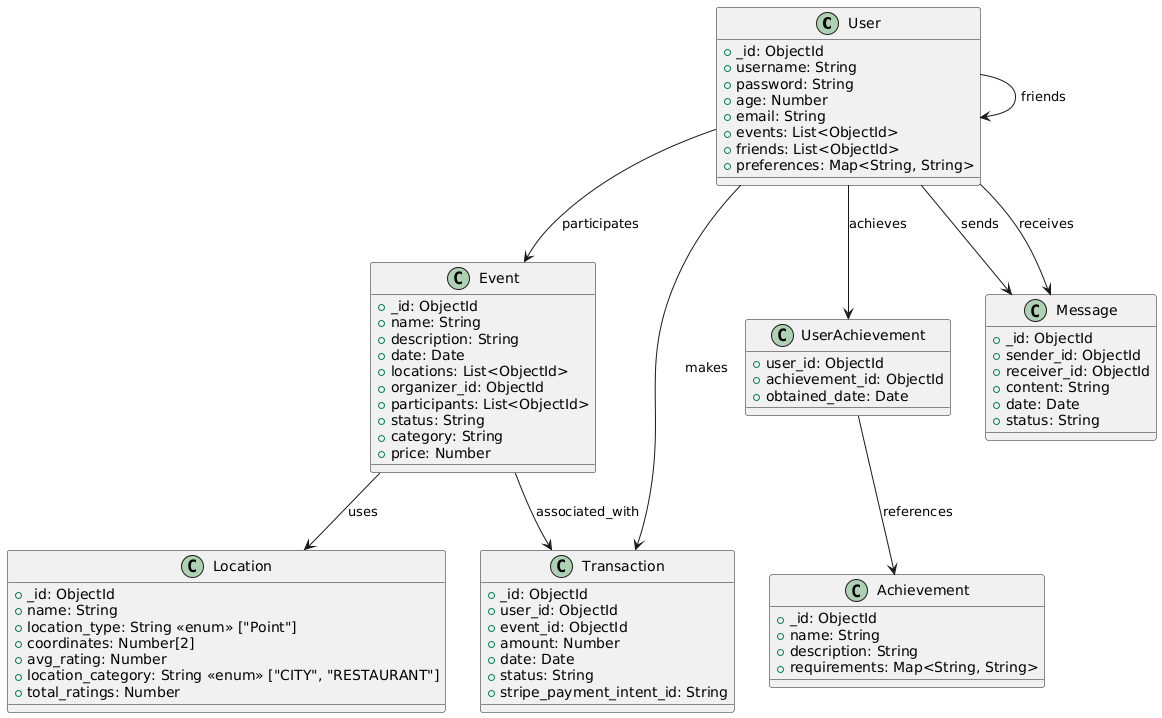 C User
_id: ObjectId
username: String
password: String
age: Number
email: String
events: List<ObjectId>
friends: List<ObjectId>
preferences: Map<String, String>
friends
participates
achieves
sends
receives
C Event
_id: ObjectId
name: String
description: String
date: Date
locations: List<ObjectId>
organizer_id: ObjectId
participants: List<ObjectId>
status: String
category: String
price: Number
makes
C UserAchievement
user_id: ObjectId
achievement_id: ObjectId
obtained_date: Date
C Message
_id: ObjectId
sender_id: ObjectId
receiver_id: ObjectId
content: String
date: Date
status: String
uses
associated_with
references
C Location
_id: ObjectId
name: String
location_type: String «enum» ["Point"]
coordinates: Number[2]
avg_rating: Number
location_category: String «enum» ["CITY", "RESTAURANT"]
total_ratings: Number
C Transaction
_id: ObjectId
user_id: ObjectId
event_id: ObjectId
amount: Number
date: Date
status: String
stripe_payment_intent_id: String
C Achievement
_id: ObjectId
name: String
description: String
requirements: Map<String, String>